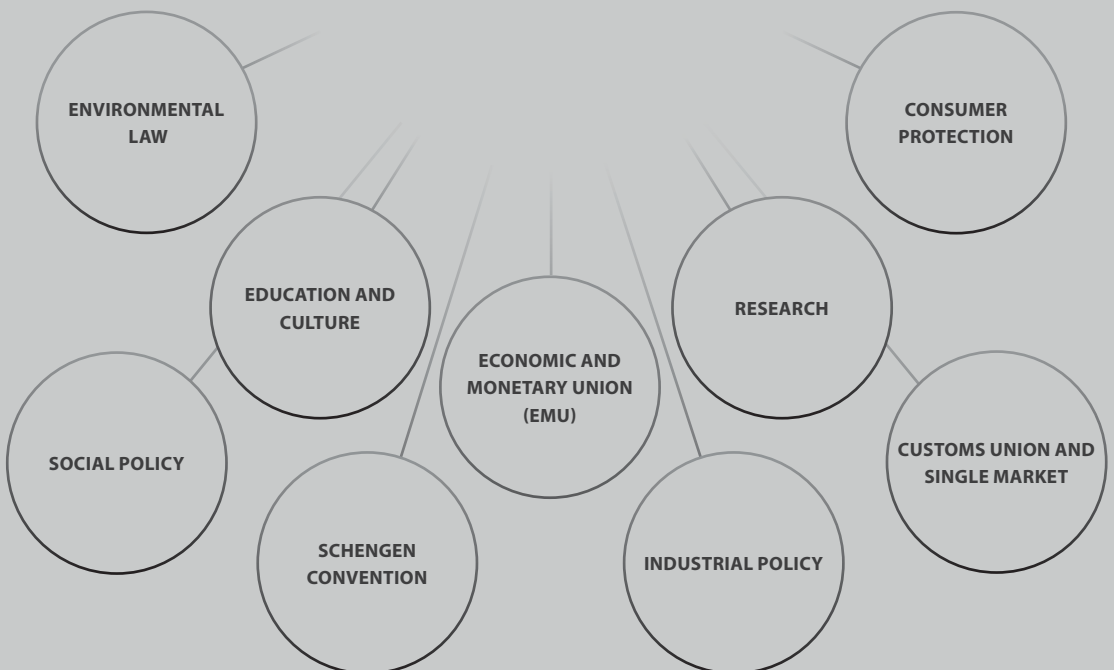 ENVIRONMENTAL
LAW
CONSUMER
PROTECTION
EDUCATION AND
CULTURE
RESEARCH
ECONOMIC AND
MONETARY UNION
(EMU)
SOCIAL POLICY
CUSTOMS UNION AND
SINGLE MARKET
SCHENGEN
CONVENTION
INDUSTRIAL POLICY